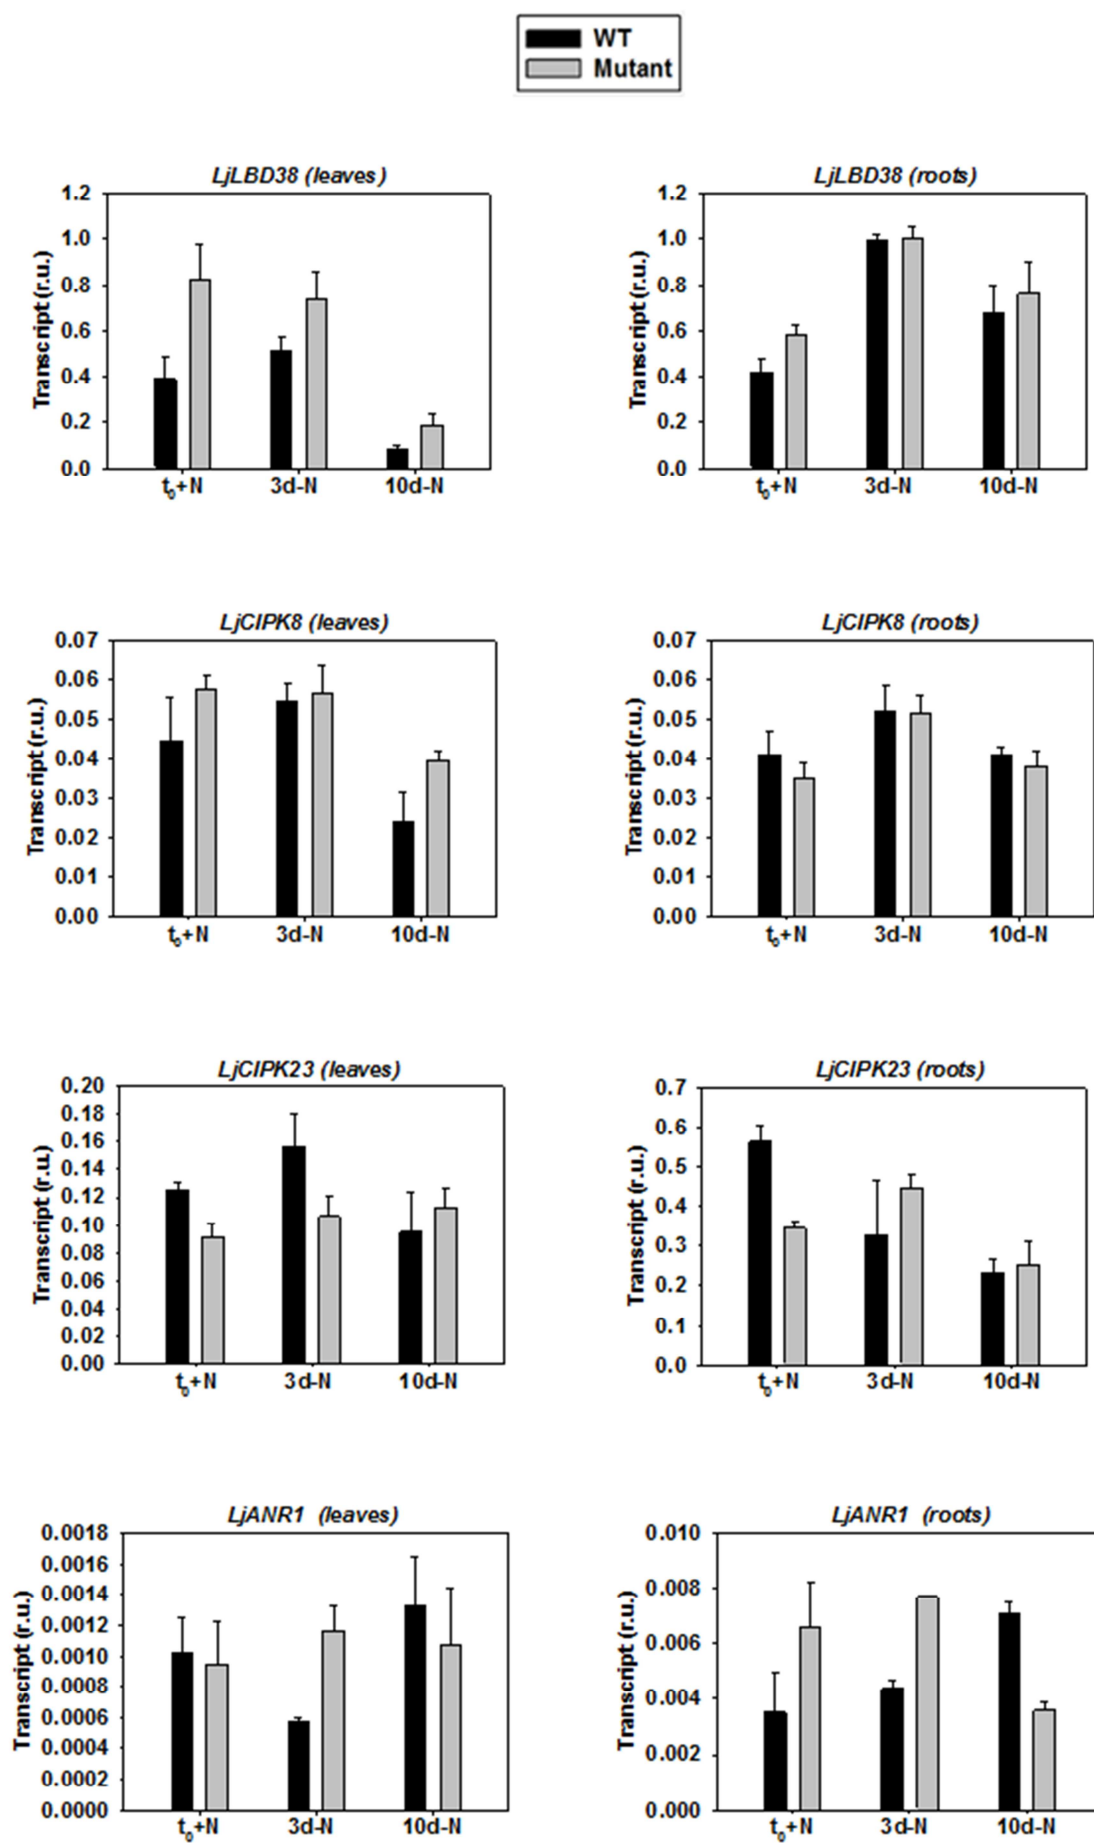 WT
Mutant
LjLBD38 (leaves)
Transcript (r.u.)
1.2
1.0
0.8
0.6
0.4
0.2
0.0
t₀+N 3d-N 10d-N
LjLBD38 (roots)
Transcript (r.u.)
1.2
1.0
0.8
0.6
0.4
0.2
0.0
t₀+N 3d-N 10d-N
LjCIPK8 (leaves)
Transcript (r.u.)
0.07
0.06
0.05
0.04
0.03
0.02
0.01
0.00
t₀+N 3d-N 10d-N
LjCIPK8 (roots)
Transcript (r.u.)
0.07
0.06
0.05
0.04
0.03
0.02
0.01
0.00
t₀+N 3d-N 10d-N
LjCIPK23 (leaves)
Transcript (r.u.)
0.20
0.18
0.16
0.14
0.12
0.10
0.08
0.06
0.04
0.02
0.00
t₀+N 3d-N 10d-N
LjCIPK23 (roots)
Transcript (r.u.)
0.7
0.6
0.5
0.4
0.3
0.2
0.1
0.0
t₀+N 3d-N 10d-N
LjANR1 (leaves)
Transcript (r.u.)
0.0018
0.0016
0.0014
0.0012
0.0010
0.0008
0.0006
0.0004
0.0002
0.0000
t₀+N 3d-N 10d-N
LjANR1 (roots)
Transcript (r.u.)
0.010
0.008
0.006
0.004
0.002
0.000
t₀+N 3d-N 10d-N